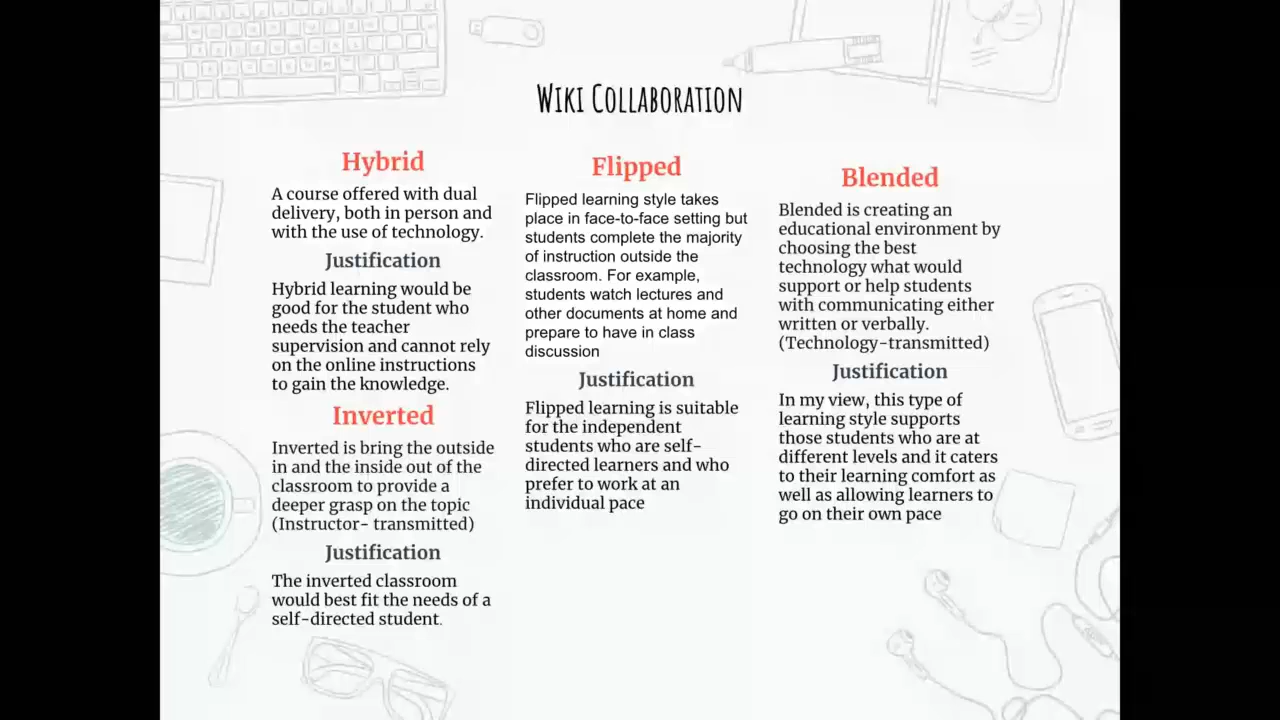 Wiki Collaboration
Hybrid
A course offered with dual
delivery, both in person and
with the use of technology.
Justification
Hybrid learning would be
good for the student who
needs the teacher
supervision and cannot rely
on the online instructions
to gain the knowledge.
Inverted
Inverted is bring the outside
in and the inside out of the
classroom to provide a
deeper grasp on the topic
(Instructor- transmitted)
Justification
The inverted classroom
would best fit the needs of a
self-directed student.
Flipped
Flipped learning style takes
place in face-to-face setting but
students complete the majority
of instruction outside the
classroom. For example,
students watch lectures and
other documents at home and
prepare to have in class
discussion
Justification
Flipped learning is suitable
for the independent
students who are self-
directed learners and who
prefer to work at an
individual pace
Blended
Blended is creating an
educational environment by
choosing the best
technology what would
support or help students
with communicating either
written or verbally.
(Technology-transmitted)
Justification
In my view, this type of
learning style supports
those students who are at
different levels and it caters
to their learning comfort as
well as allowing learners to
go on their own pace